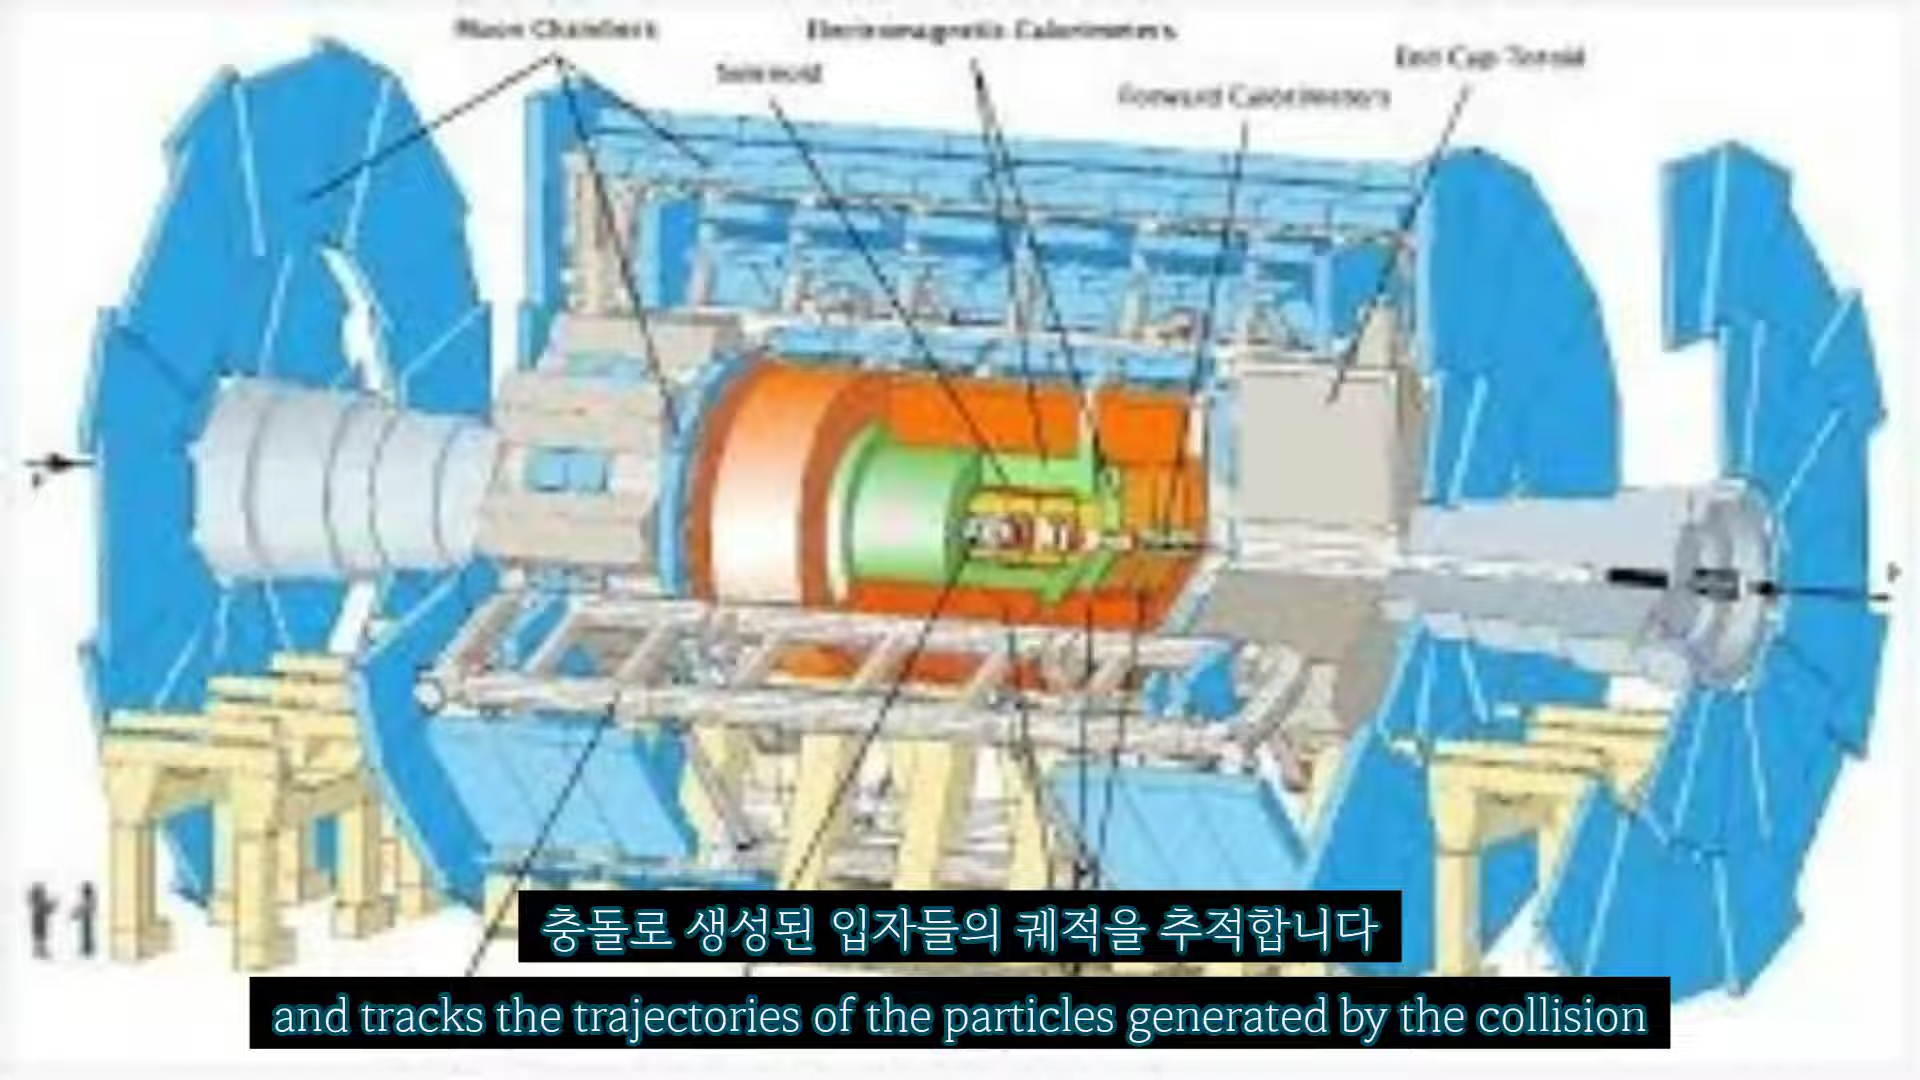 Muon Chambers
Electromagnetic Calorimeters
Solenoid
End Cap Toroid
Forward Calorimeters
충돌로 생성된 입자들의 궤적을 추적합니다
and tracks the trajectories of the particles generated by the collision